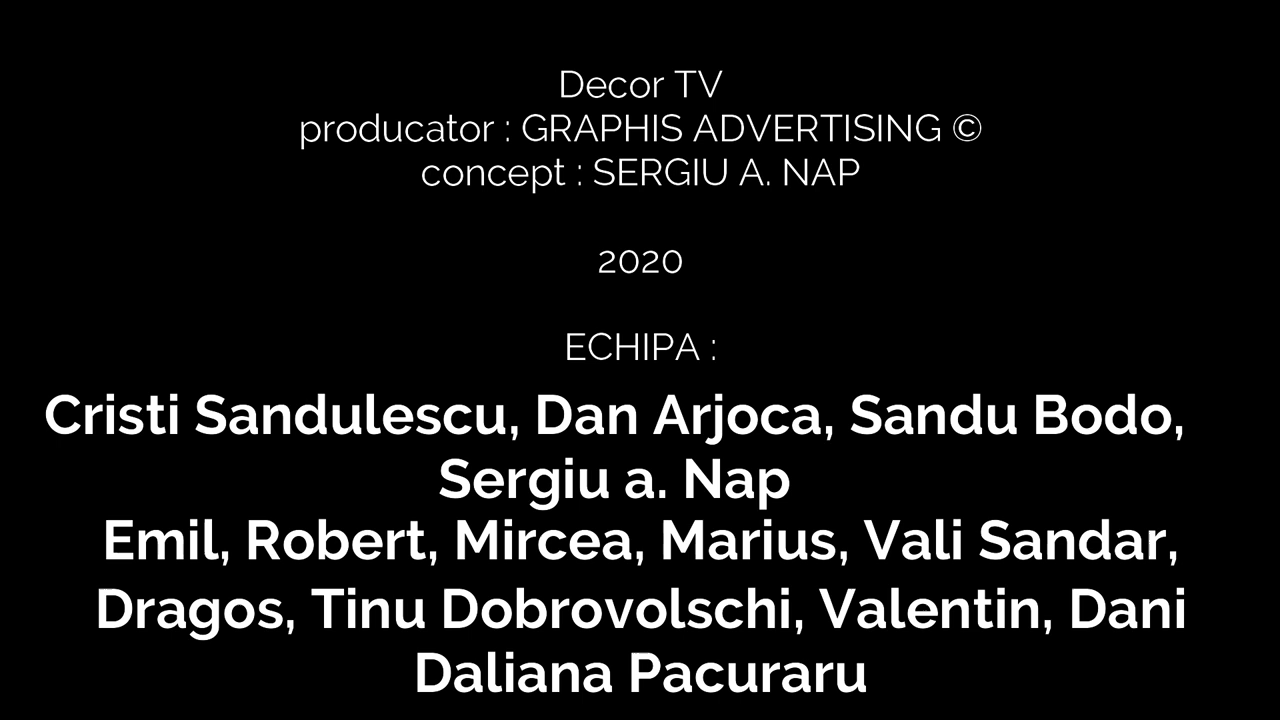 Decor TV
producator : GRAPHIS ADVERTISING ©
concept : SERGIU A. NAP
2020
ECHIPA :
Cristi Sandulescu, Dan Arjoca, Sandu Bodo,
Sergiu a. Nap
Emil, Robert, Mircea, Marius, Vali Sandar,
Dragos, Tinu Dobrovolschi, Valentin, Dani
Daliana Pacuraru